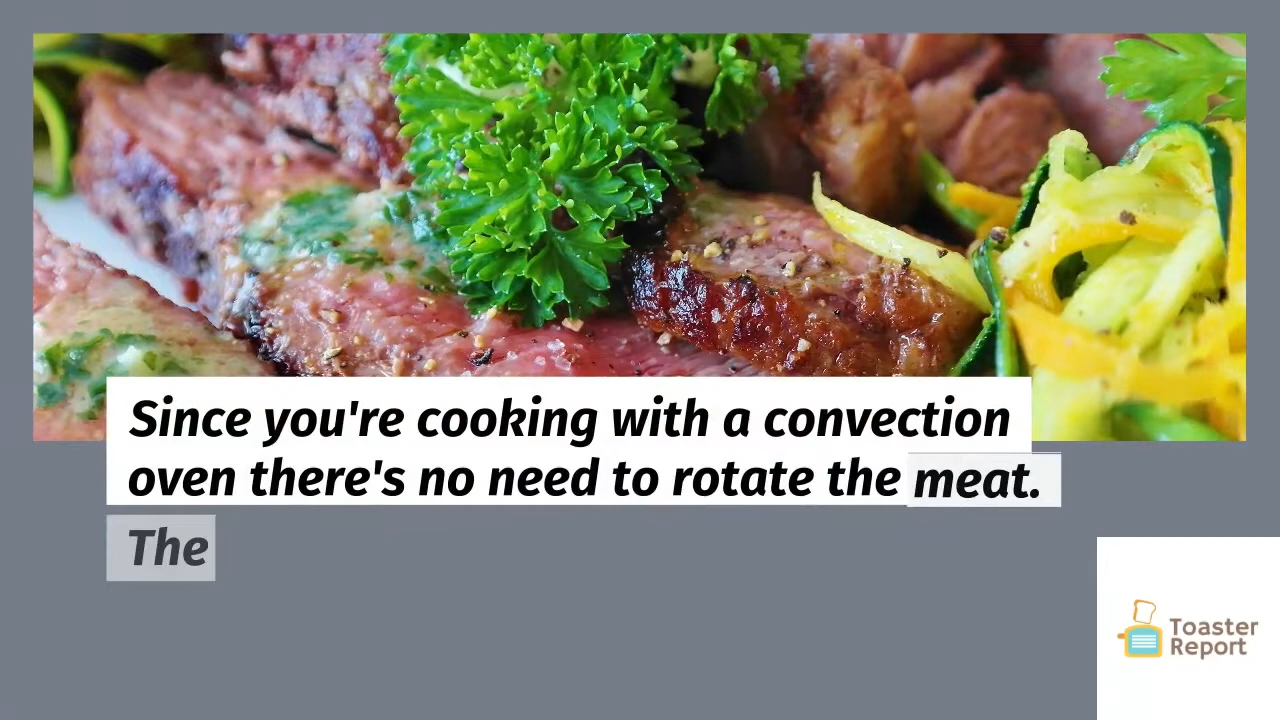 Since you're cooking with a convection
oven there's no need to rotate the meat.
The
Toaster
Report